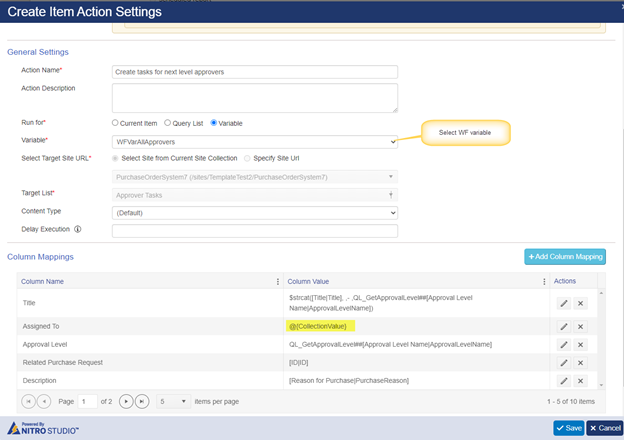 Create Item Action Settings
General Settings
Action Name*
Create tasks for next level approvers
Action Description
Run for*
Current Item Query List Variable
Variable*
WFVarAllApprovers
Select WF variable
Select Target Site URL*
Select Site from Current Site Collection Specify Site Url
PurchaseOrderSystem7 (/sites/TemplateTest2/PurchaseOrderSystem7)
Target List*
Approver Tasks
Content Type
(Default)
Delay Execution
Column Mappings
+ Add Column Mapping
Column Name Column Value Actions
Title
$strcat([Title|Title], ,- ,QL_GetApprovalLevel##[Approval Level
Name|ApprovalLevelName])
Assigned To @{CollectionValue}
Approval Level QL_GetApprovalLevel##[Approval Level Name|ApprovalLevelName]
Related Purchase Request [ID|ID]
Description [Reason for Purchase|PurchaseReason]
Page 1 of 2 5 items per page 1 - 5 of 10 items
Powered By
NITRO STUDIO™
Save Cancel